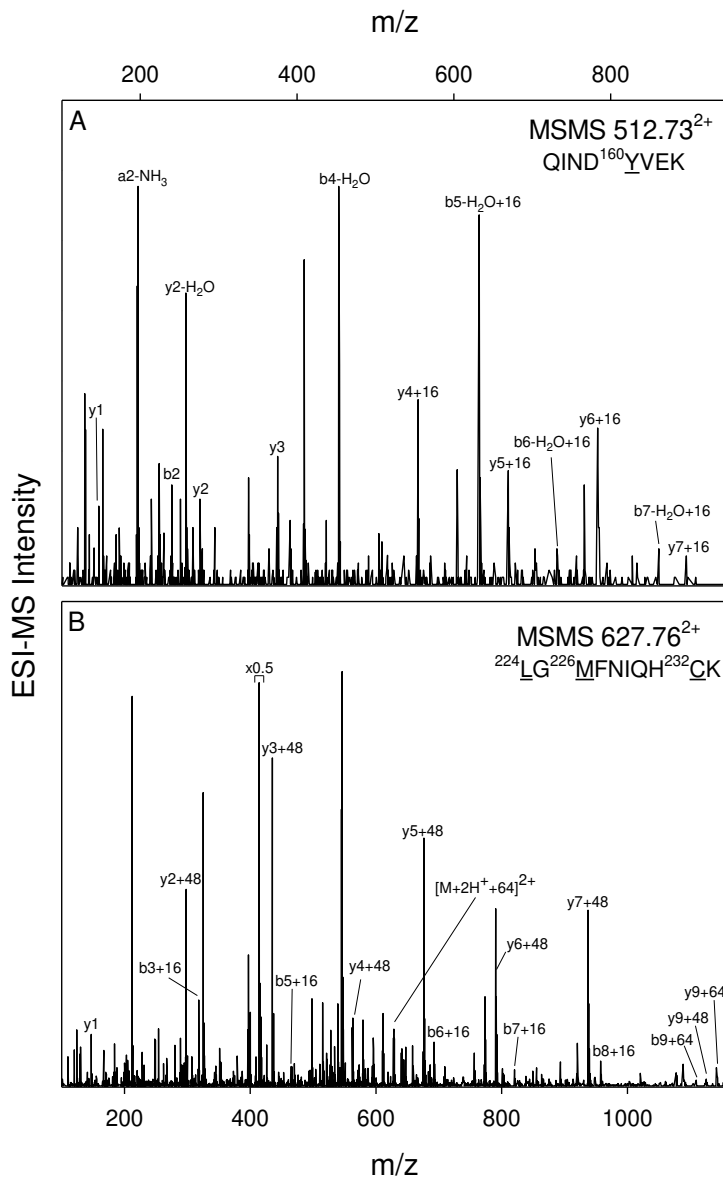 m/z
200 400 600 800
A
MSMS 512.73²⁺
QIND¹⁶⁰YVEK
a2-NH₃
b4-H₂O
b5-H₂O+16
y2-H₂O
y1
b2
y2
y3
y4+16
y5+16
b6-H₂O+16
y6+16
b7-H₂O+16
y7+16
ESI-MS Intensity
B
MSMS 627.76²⁺
²²⁴LG²²⁶MFNIQH²³²CK
x0.5
y3+48
y2+48
y5+48
[M+2H⁺+64]²⁺
b3+16
b5+16
y4+48
y6+48
y7+48
y1
b6+16
b7+16
b8+16
b9+64
y9+48
y9+64
200 400 600 800 1000
m/z